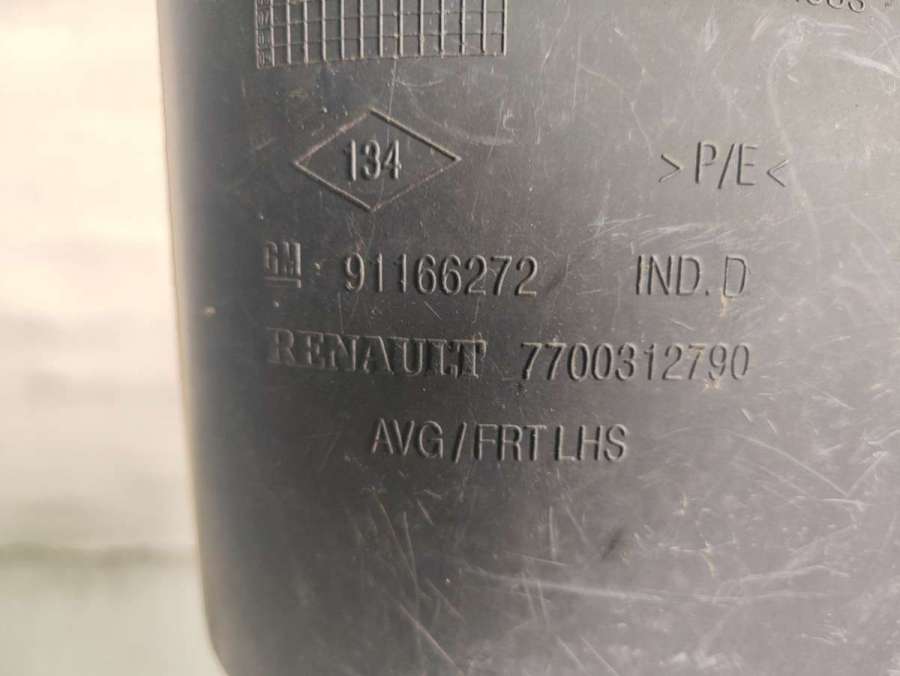 134 >P/E<
GM 91166272 IND. D
RENAULT 7700312790
AVG/FRT LHS